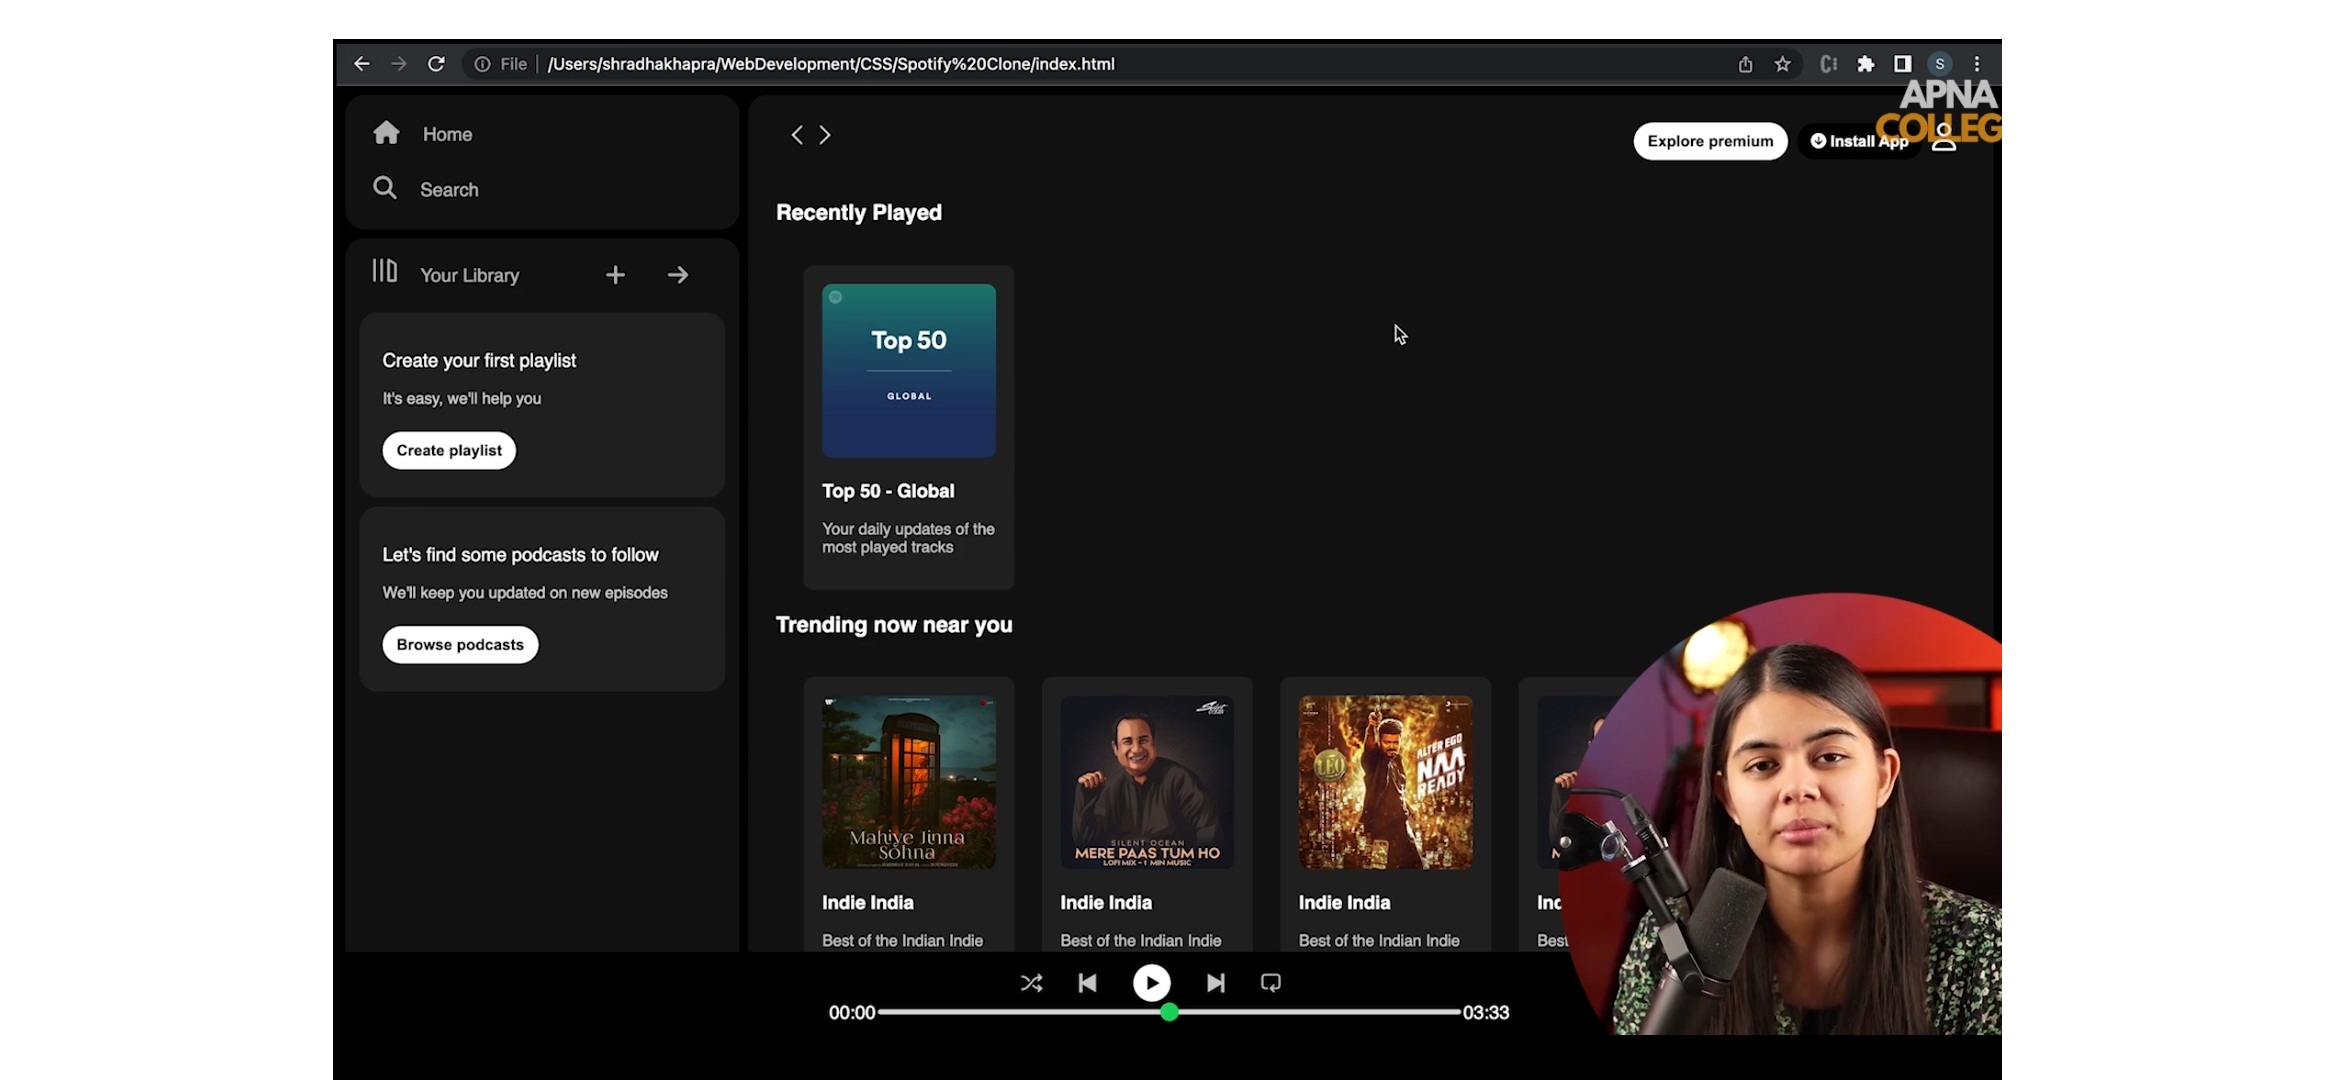 File
/Users/shradhakhapra/WebDevelopment/CSS/Spotify%20Clone/index.html
S
APNA
COLLEG
Home
Search
Explore premium
Install App
Recently Played
Your Library
Top 50
GLOBAL
Create your first playlist
It's easy, we'll help you
Create playlist
Top 50 - Global
Your daily updates of the
most played tracks
Let's find some podcasts to follow
We'll keep you updated on new episodes
Browse podcasts
Trending now near you
Mahiye Jinna
Sohna
SILENT OCEAN
MERE PAAS TUM HO
LOFI MIX - 1 MIN MUSIC
LEO
ALTER EGO
NAA
READY
Indie India
Indie India
Indie India
Best of the Indian Indie
Best of the Indian Indie
Best of the Indian Indie
00:00
03:33